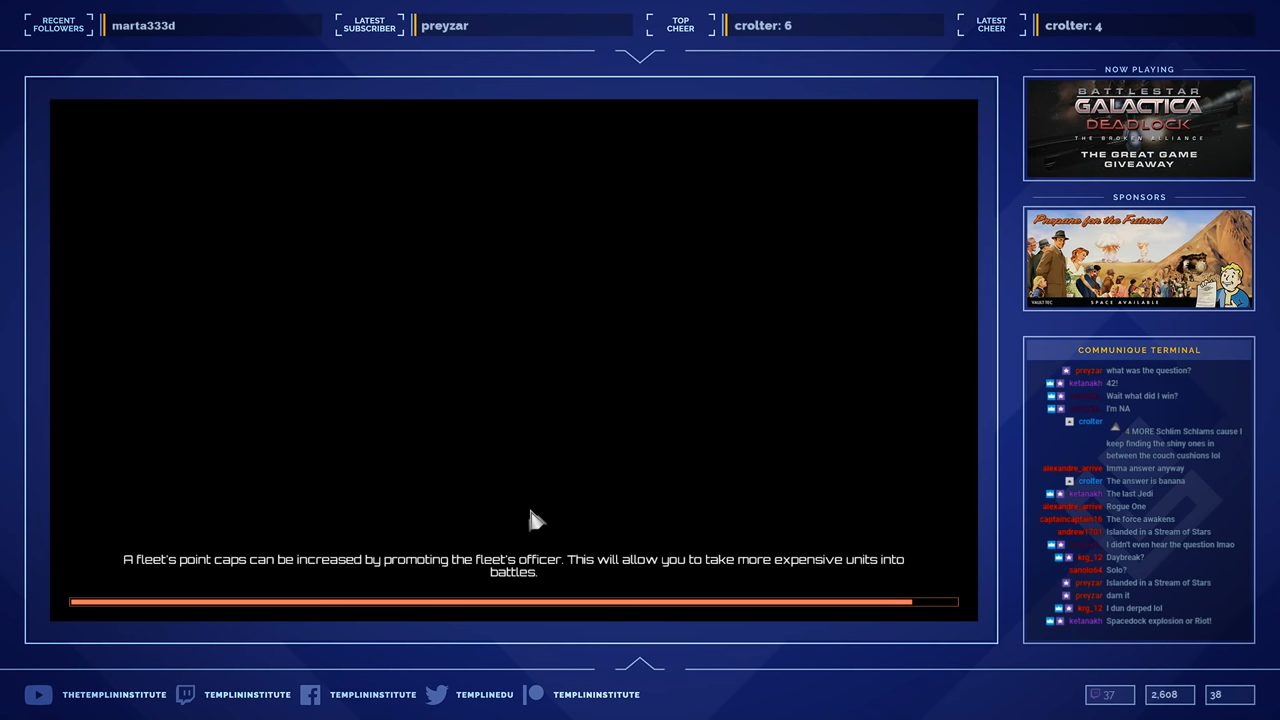 RECENT
FOLLOWERS
marta333d
LATEST
SUBSCRIBER
preyzar
TOP
CHEER
crolter: 6
LATEST
CHEER
crolter: 4
NOW PLAYING
BATTLESTAR
GALACTICA
DEADLOCK
THE BROKEN ALLIANCE
THE GREAT GAME
GIVEAWAY
SPONSORS
Prepare for the Future!
VAULT-TEC
SPACE AVAILABLE
COMMUNIQUE TERMINAL
preyzar what was the question?
ketanakh 42!
Wait what did I win?
I'm NA
crolter
4 MORE Schlim Schlams cause I
keep finding the shiny ones in
between the couch cushions lol
alexandre_arrive Imma answer anyway
crolter The answer is banana
ketanakh The last Jedi
alexandre_arrive Rogue One
captaincaptain16 The force awakens
andrew1701 Islanded in a Stream of Stars
I didn't even hear the question lmao
krg_12 Daybreak?
sanolo64 Solo?
preyzar Islanded in a Stream of Stars
preyzar dam it
krg_12 I dun derped lol
ketanakh Spacedock explosion or Riot!
A fleet's point caps can be increased by promoting the fleet's officer. This will allow you to take more expensive units into
battles.
THETEMPLININSTITUTE
TEMPLININSTITUTE
TEMPLININSTITUTE
TEMPLINEDU
TEMPLININSTITUTE
37
2,608
38